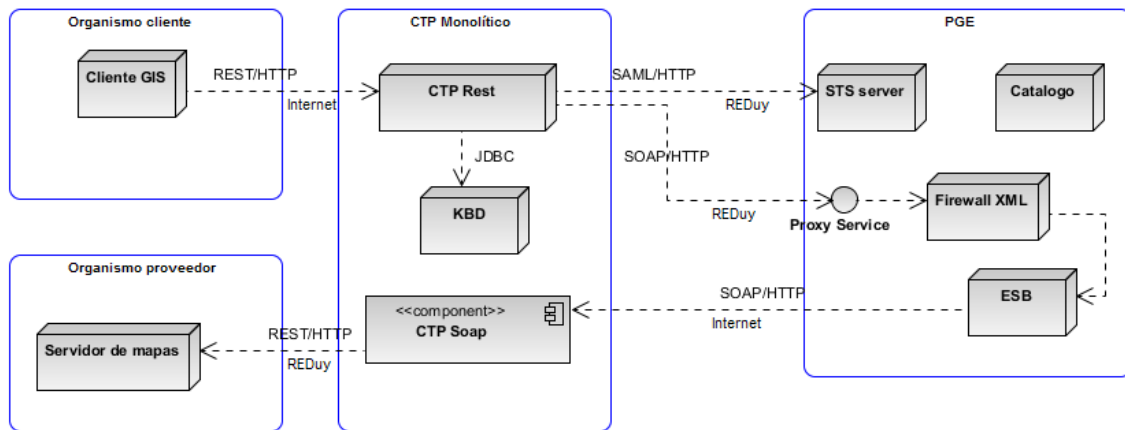 Organismo cliente
CTP Monolítico
PGE
Cliente GIS
REST/HTTP
Internet
CTP Rest
SAML/HTTP
REDuy
STS server
Catalogo
JDBC
SOAP/HTTP
KBD
REDuy
Proxy Service
Firewall XML
Organismo proveedor
Servidor de mapas
REST/HTTP
REDuy
<<component>>
CTP Soap
SOAP/HTTP
Internet
ESB